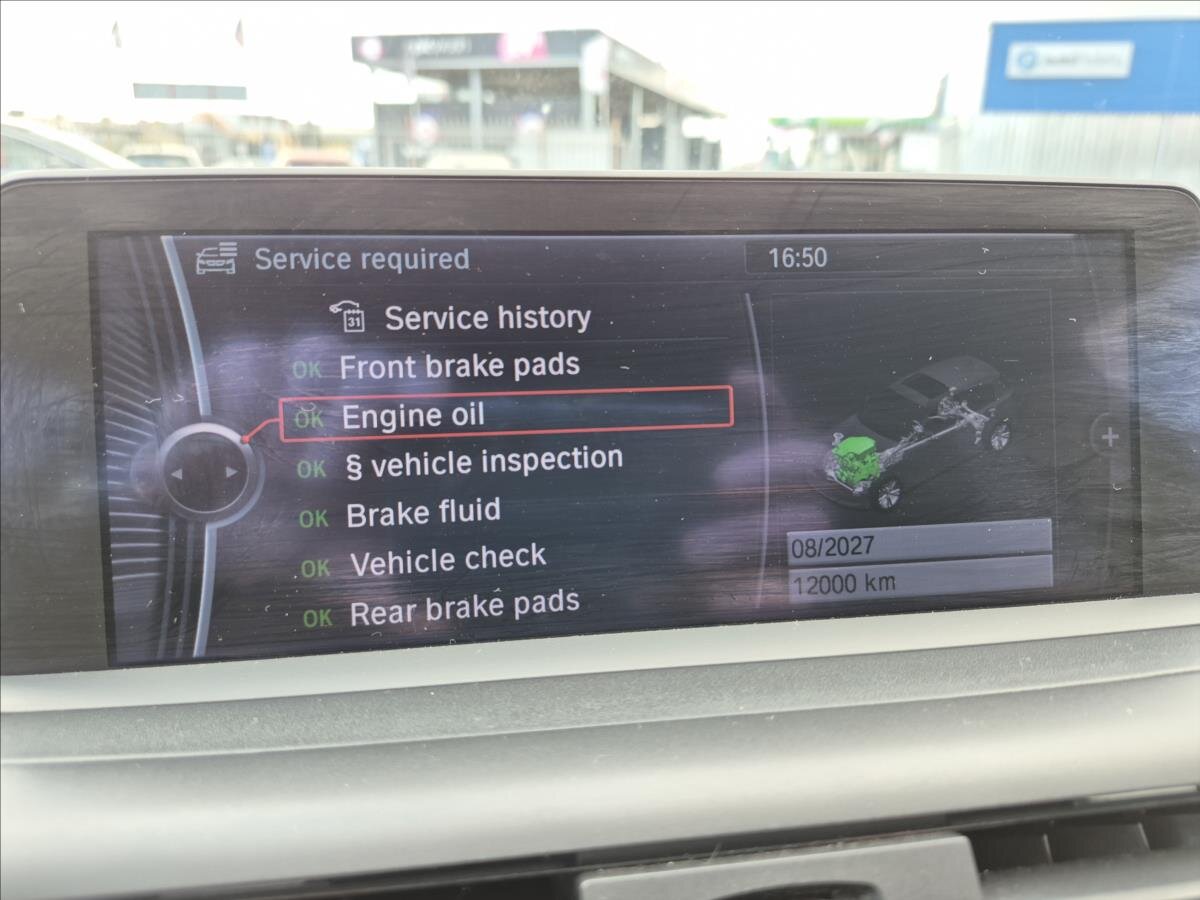 Service required
16:50
31
Service history
OK Front brake pads
OK Engine oil
OK § vehicle inspection
OK Brake fluid
OK Vehicle check
OK Rear brake pads
08/2027
12000 km